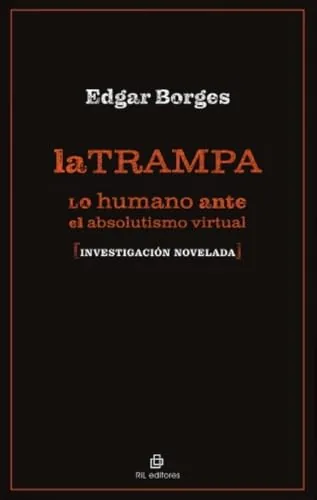 Edgar Borges
laTRAMPA
Lo humano ante
el absolutismo virtual
[INVESTIGACIÓN NOVELADA]
RIL editores